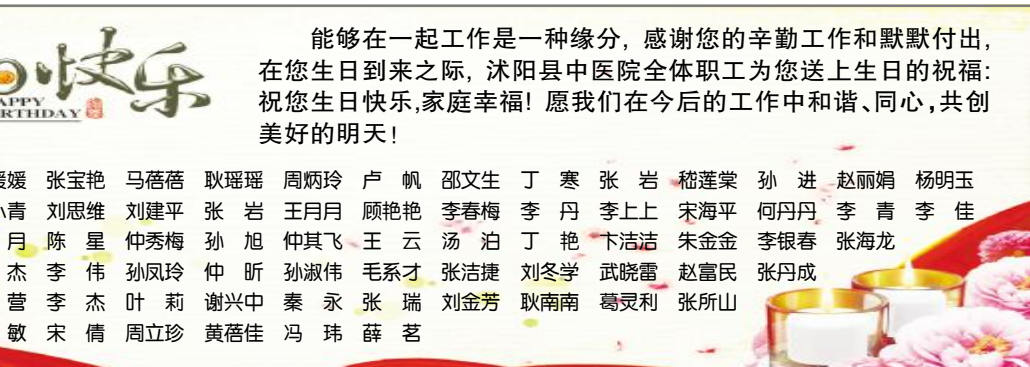 快乐
能够在一起工作是一种缘分, 感谢您的辛勤工作和默默付出,
在您生日到来之际, 沭阳县中医院全体职工为您送上生日的祝福:
祝您生日快乐,家庭幸福! 愿我们在今后的工作中和谐、同心,共创
美好的明天!
媛 张宝艳 马蓓蓓 耿瑶瑶 周炳玲 卢 帆 邵文生 丁 寒 张 岩 嵇莲棠 孙 进 赵丽娟 杨明玉
青 刘思维 刘建平 张 岩 王月月 顾艳艳 李春梅 李 丹 李上上 宋海平 何丹丹 李 青 李 佳
月 陈 星 仲秀梅 孙 旭 仲其飞 王 云 汤 泊 丁 艳 卞洁洁 朱金金 李银春 张海龙
杰 李 伟 孙凤玲 仲 昕 孙淑伟 毛系才 张洁捷 刘冬学 武晓雷 赵富民 张丹成
营 李 杰 叶 莉 谢兴中 秦 永 张 瑞 刘金芳 耿南南 葛灵利 张所山
敏 宋 倩 周立珍 黄蓓佳 冯 玮 薛 茗